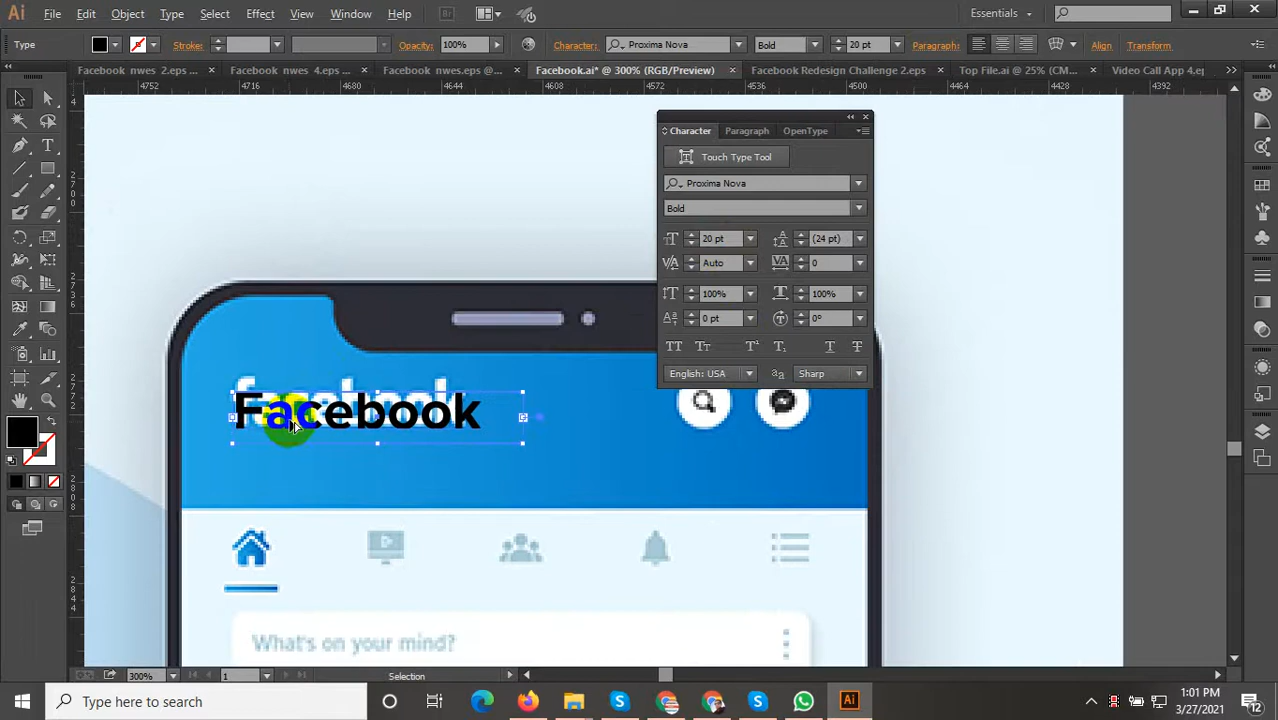 Ai File Edit Object Type Select Effect View Window Help Br Essentials
Type Stroke: Opacity: 100% Character: Proxima Nova Bold 20 pt Paragraph: Align Transform
Facebook nwes 2.eps ... Facebook nwes 4.eps ... Facebook nwes.eps @... Facebook.ai* @ 300% (RGB/Preview) Facebook Redesign Challenge 2.eps Top File.ai @ 25% (CM... Video Call App 4.ep
4752 4716 4680 4644 4608 4572 4536 4500 4464 4428 4392
Character Paragraph OpenType
Touch Type Tool
Proxima Nova
Bold
20 pt (24 pt)
Auto 0
100% 100%
0 pt 0°
English: USA Sharp
facebook
Facebook
What's on your mind?
300% 1 Selection
Type here to search
1:01 PM
3/27/2021
12